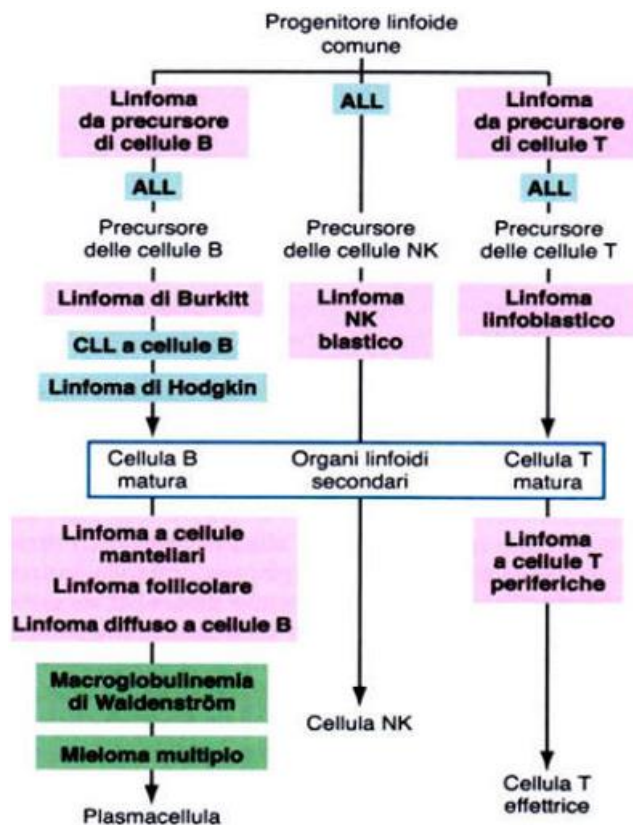 Progenitore linfoide
comune
Linfoma
da precursore
di cellule B
ALL
Precursore
delle cellule B
Linfoma di Burkitt
CLL a cellule B
Linfoma di Hodgkin
ALL
Precursore
delle cellule NK
Linfoma
NK
blastico
Linfoma
da precursore
di cellule T
ALL
Precursore
delle cellule T
Linfoma
linfoblastico
Cellula B
matura
Organi linfoidi
secondari
Cellula T
matura
Linfoma a cellule
mantellari
Linfoma follicolare
Linfoma diffuso a cellule B
Macroglobulinemia
di Waldenström
Mieloma multiplo
Plasmacellula
Cellula NK
Linfoma
a cellule T
periferiche
Cellula T
effettrice